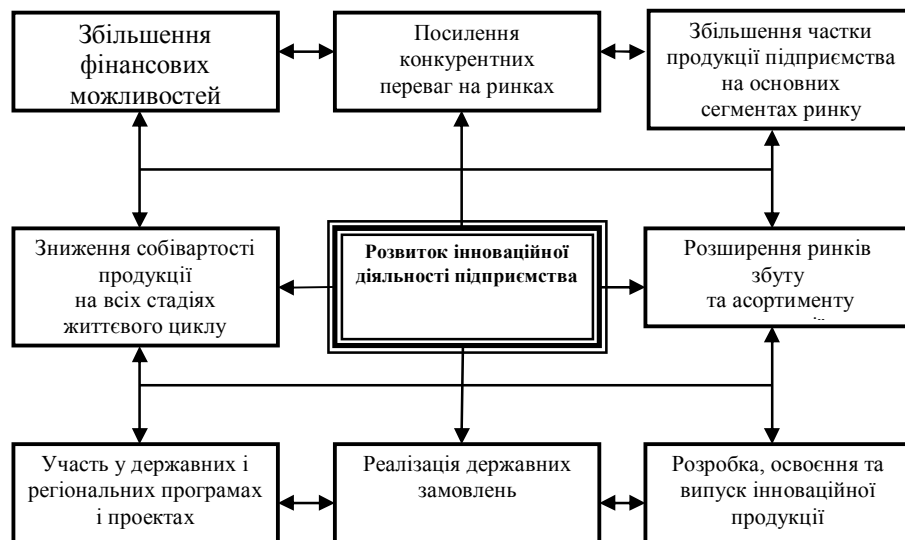 Збільшення
фінансових
можливостей
Посилення
конкурентних
переваг на ринках
Збільшення частки
продукції підприємства
на основних
сегментах ринку
Зниження собівартості
продукції
на всіх стадіях
життєвого циклу
Розвиток інноваційної
діяльності підприємства
Розширення ринків
збуту
та асортименту
Участь у державних і
регіональних програмах
і проектах
Реалізація державних
замовлень
Розробка, освоєння та
випуск інноваційної
продукції